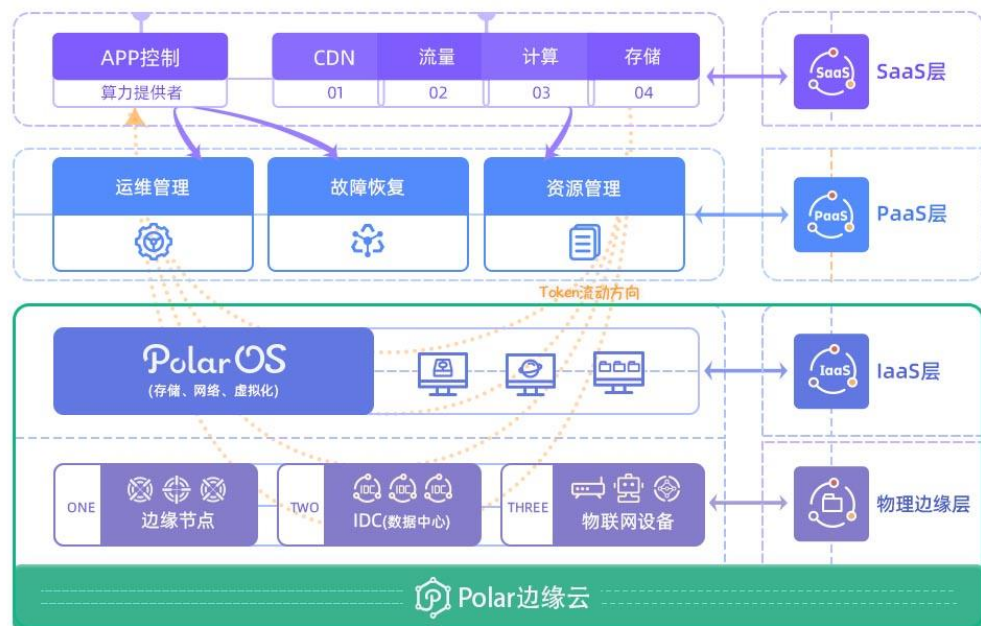 APP控制
算力提供者
CDN 流量 计算 存储
01 02 03 04
SaaS
SaaS层
运维管理
故障恢复
资源管理
PaaS
PaaS层
Token流动方向
PolarOS
(存储、网络、虚拟化)
IaaS
IaaS层
ONE
边缘节点
TWO
IDC IDC IDC
IDC(数据中心)
THREE
物联网设备
物理边缘层
Polar边缘云